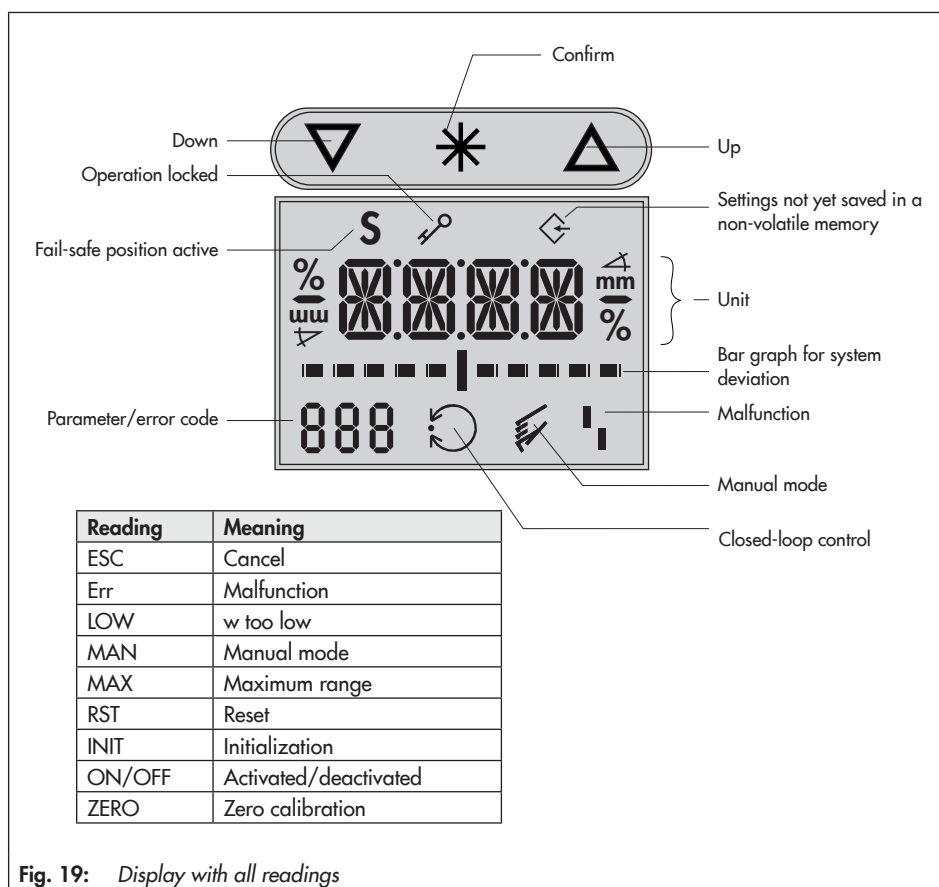 Confirm
Down
Up
Operation locked
Settings not yet saved in a
non-volatile memory
S
Fail-safe position active
%
mm
mm
%
Unit
Bar graph for system
deviation
Parameter/error code
888
Malfunction
Manual mode
Closed-loop control
Reading Meaning
ESC Cancel
Err Malfunction
LOW w too low
MAN Manual mode
MAX Maximum range
RST Reset
INIT Initialization
ON/OFF Activated/deactivated
ZERO Zero calibration
Fig. 19: Display with all readings